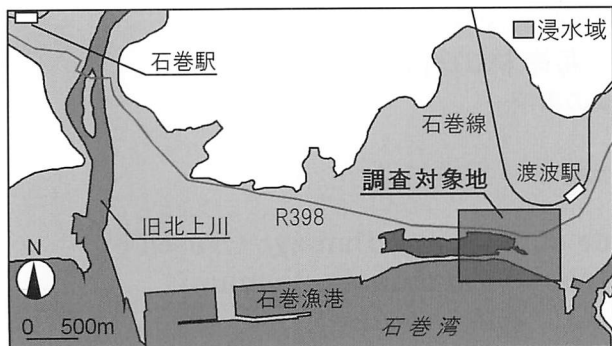 浸水域
石巻駅
石巻線
渡波駅
調査対象地
旧北上川
R398
N
石巻漁港
0 500m
石巻湾